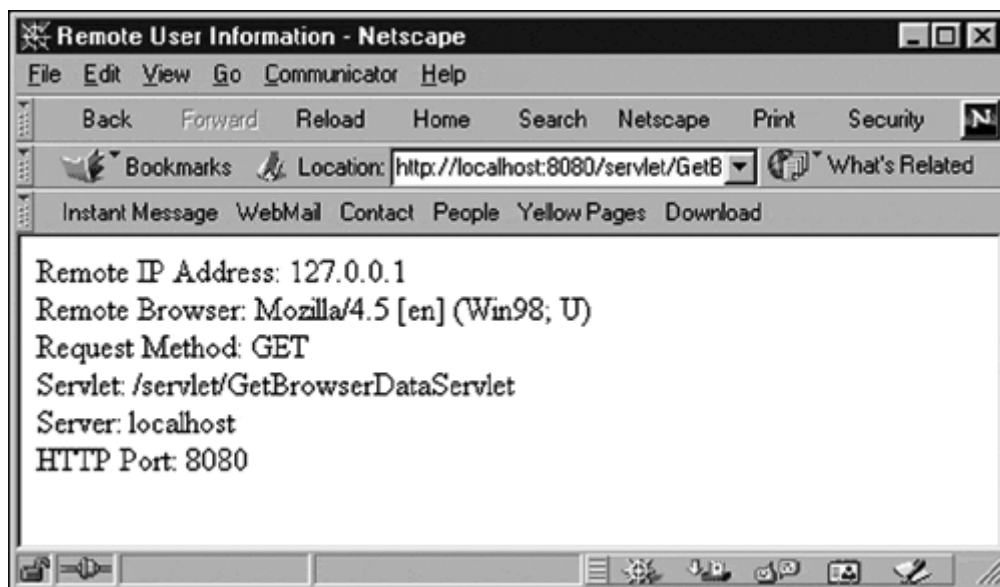 Remote User Information - Netscape
File Edit View Go Communicator Help
Back Forward Reload Home Search Netscape Print Security N
Bookmarks Location: http://localhost:8080/servlet/GetB What's Related
Instant Message WebMail Contact People Yellow Pages Download
Remote IP Address: 127.0.0.1
Remote Browser: Mozilla/4.5 [en] (Win98; U)
Request Method: GET
Servlet: /servlet/GetBrowserDataServlet
Server: localhost
HTTP Port: 8080